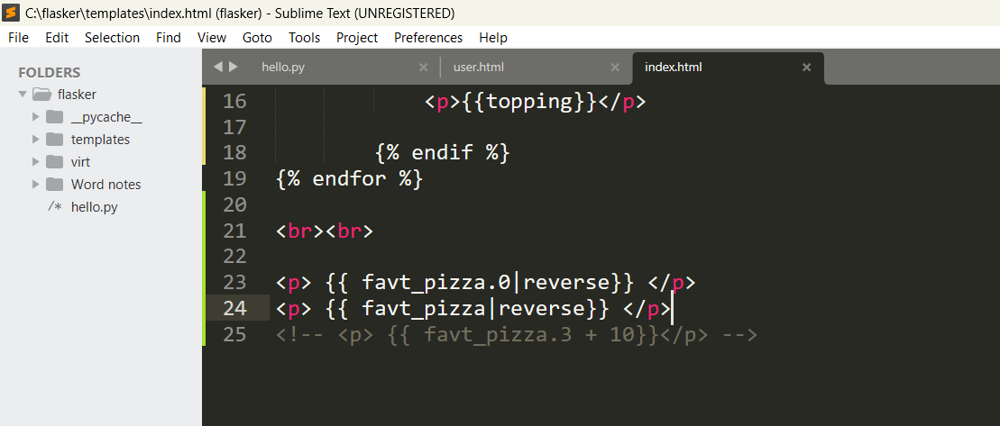 C:\flasker\templates\index.html (flasker) - Sublime Text (UNREGISTERED)
File Edit Selection Find View Goto Tools Project Preferences Help
FOLDERS
flasker
__pycache__
templates
virt
Word notes
/* hello.py
hello.py × user.html × index.html ×
16 <p>{{topping}}</p>
17
18 {% endif %}
19 {% endfor %}
20
21 <br><br>
22
23 <p> {{ favt_pizza.0|reverse}} </p>
24 <p> {{ favt_pizza|reverse}} </p>
25 <!-- <p> {{ favt_pizza.3 + 10}}</p> -->